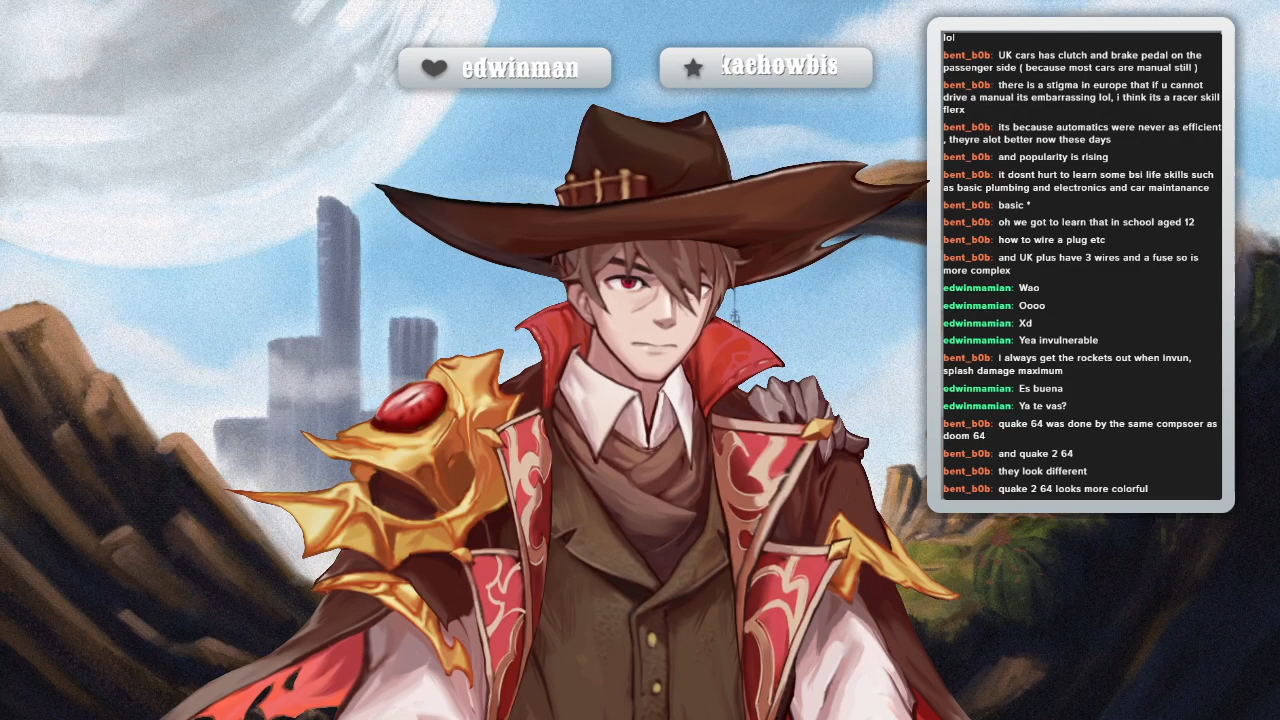 edwinman
kachowbis
lol
bent_b0b: UK cars has clutch and brake pedal on the
passenger side ( because most cars are manual still )
bent_b0b: there is a stigma in europe that if u cannot
drive a manual its embarrassing lol, i think its a racer skill
flerx
bent_b0b: its because automatics were never as efficient
, theyre alot better now these days
bent_b0b: and popularity is rising
bent_b0b: it dosnt hurt to learn some bsi life skills such
as basic plumbing and electronics and car maintanance
bent_b0b: basic *
bent_b0b: oh we got to learn that in school aged 12
bent_b0b: how to wire a plug etc
bent_b0b: and UK plus have 3 wires and a fuse so is
more complex
edwinmamian: Wao
edwinmamian: Oooo
edwinmamian: Xd
edwinmamian: Yea invulnerable
bent_b0b: I always get the rockets out when invun,
splash damage maximum
edwinmamian: Es buena
edwinmamian: Ya te vas?
bent_b0b: quake 64 was done by the same compsoer as
doom 64
bent_b0b: and quake 2 64
bent_b0b: they look different
bent_b0b: quake 2 64 looks more colorful